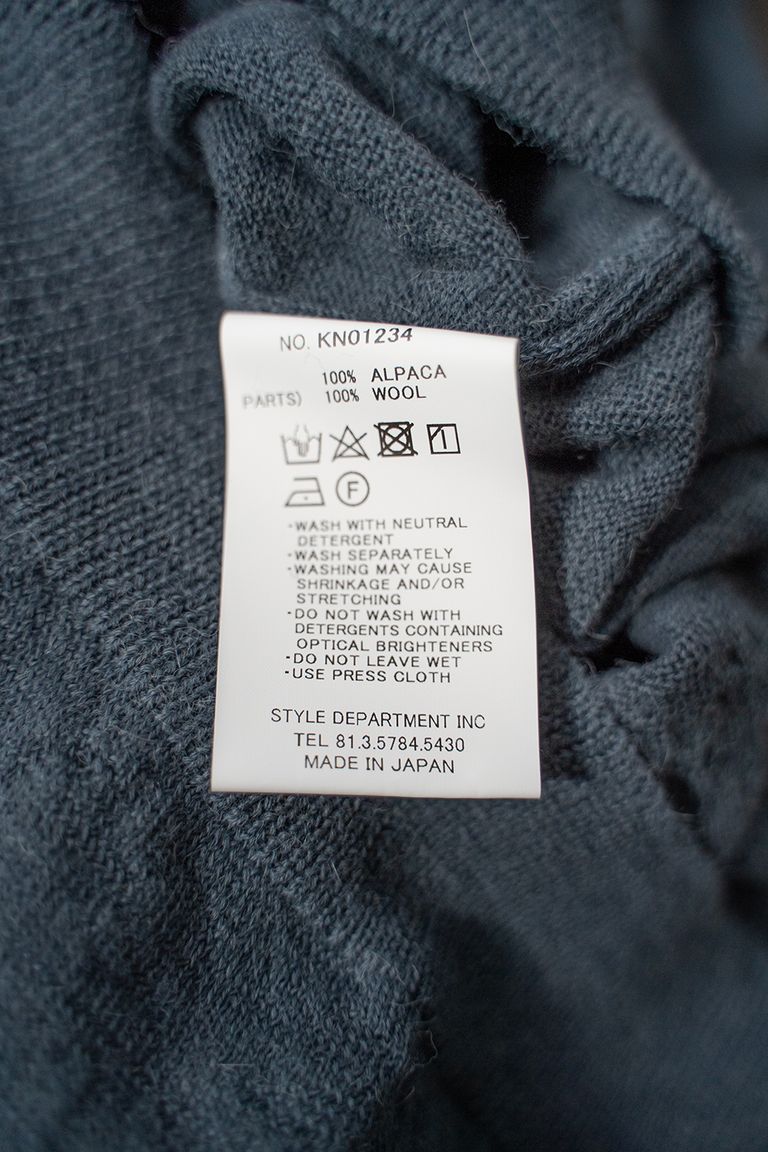 NO. KN01234
100% ALPACA
PARTS) 100% WOOL
F
-WASH WITH NEUTRAL
DETERGENT
-WASH SEPARATELY
-WASHING MAY CAUSE
SHRINKAGE AND/OR
STRETCHING
-DO NOT WASH WITH
DETERGENTS CONTAINING
OPTICAL BRIGHTENERS
-DO NOT LEAVE WET
-USE PRESS CLOTH
STYLE DEPARTMENT INC
TEL 81.3.5784.5430
MADE IN JAPAN